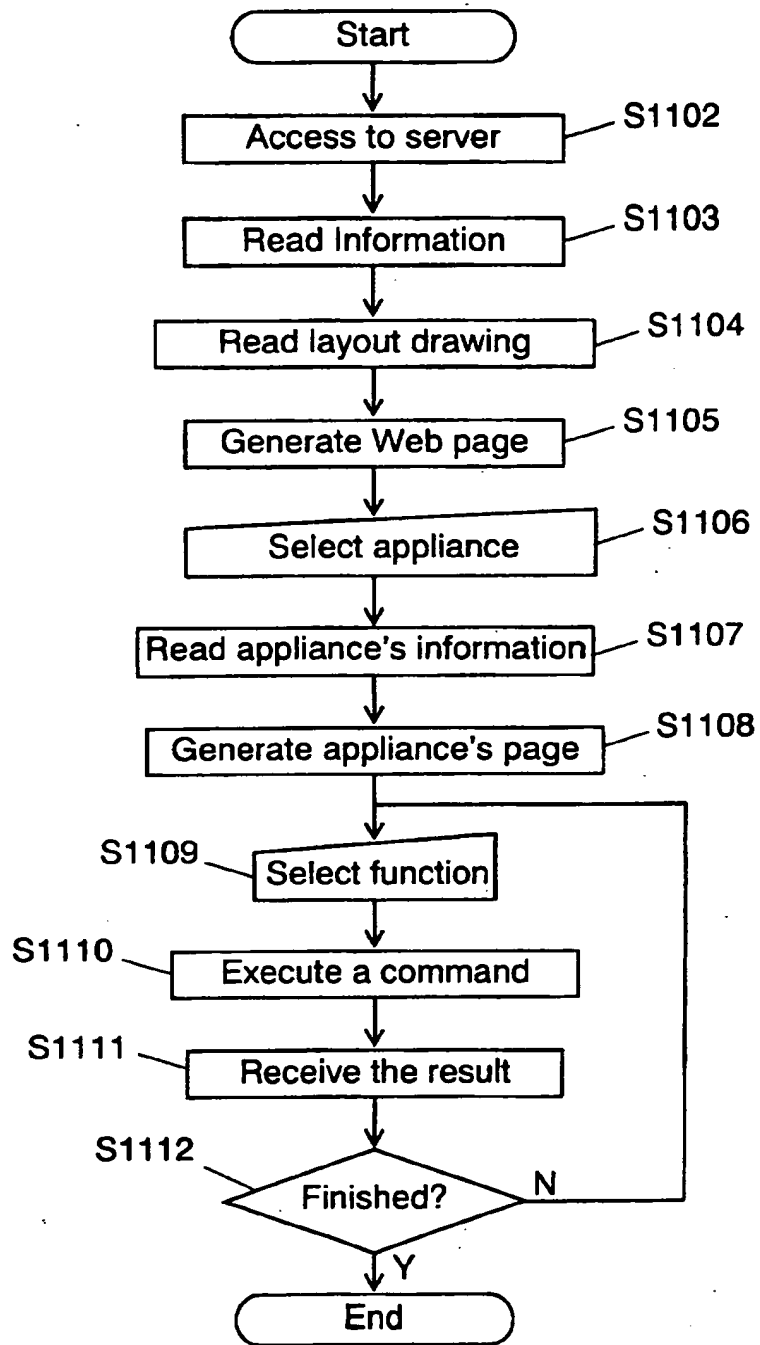 Start
Access to server
S1102
Read Information
S1103
Read layout drawing
S1104
Generate Web page
S1105
Select appliance
S1106
Read appliance's information
S1107
Generate appliance's page
S1108
S1109
Select function
S1110
Execute a command
S1111
Receive the result
S1112
Finished?
N
Y
End